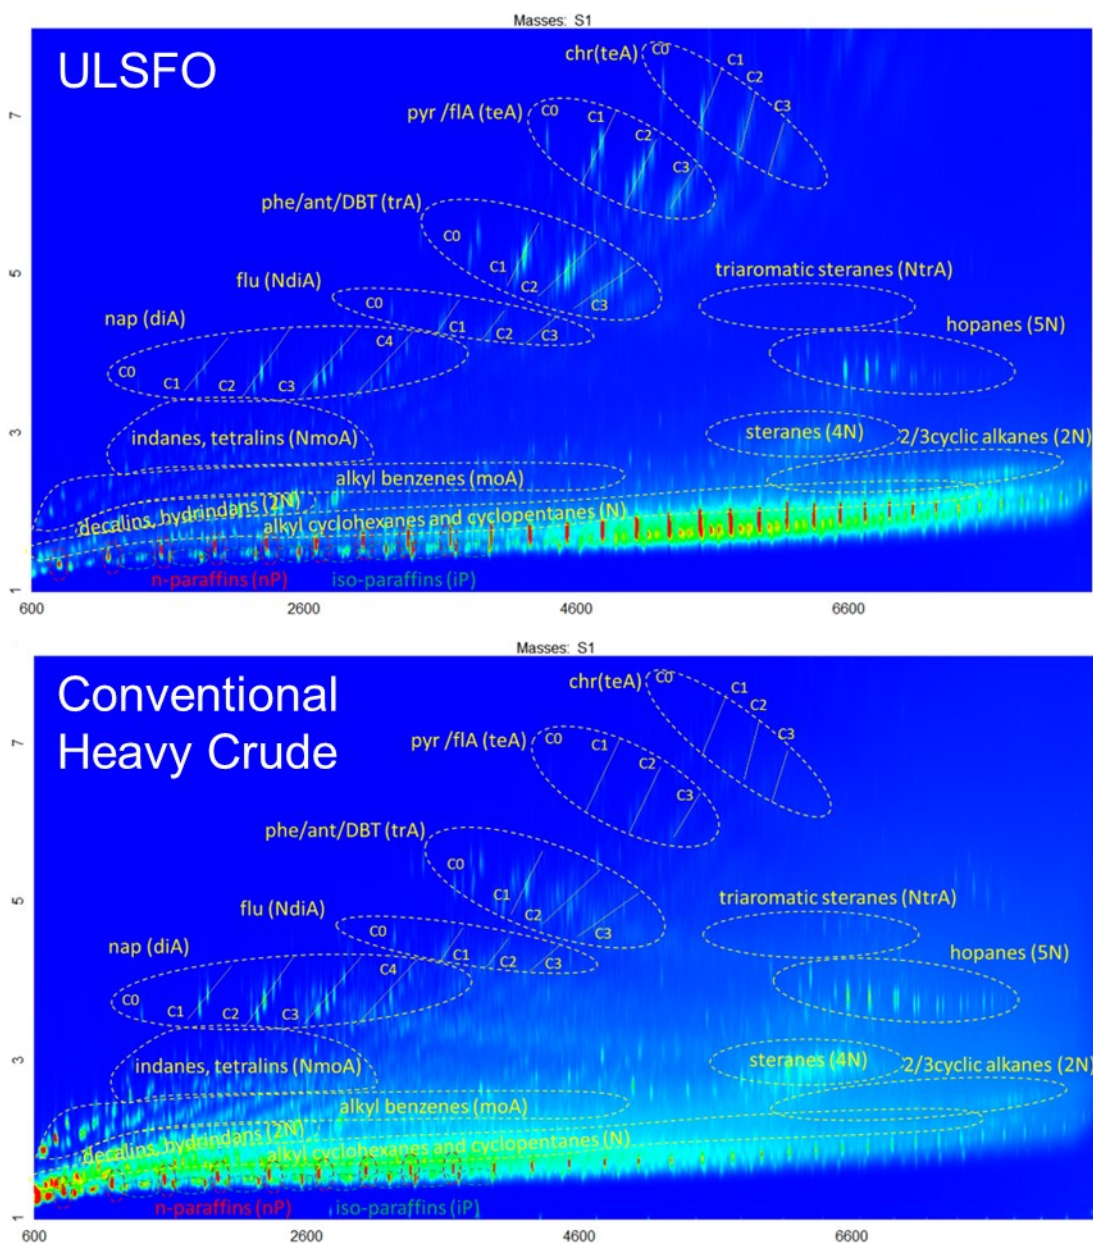 Masses: S1
ULSFO
chr(teA)
C0
C1
C2
C3
pyr /flA (teA)
C0
C1
C2
C3
phe/ant/DBT (trA)
C0
C1
C2
C3
flu (NdiA)
C0
C1
C2
C3
triaromatic steranes (NtrA)
hopanes (5N)
nap (diA)
C0
C1
C2
C3
C4
indanes, tetralins (NmoA)
steranes (4N)
2/3cyclic alkanes (2N)
alkyl benzenes (moA)
decalins, hydrindans (2N)
alkyl cyclohexanes and cyclopentanes (N)
n-paraffins (nP)
iso-paraffins (iP)
7
5
3
1
600
2600
4600
6600
Masses: S1
Conventional
Heavy Crude
chr(teA)
C0
C1
C2
C3
pyr /flA (teA)
C0
C1
C2
C3
phe/ant/DBT (trA)
C0
C1
C2
C3
flu (NdiA)
C0
C1
C2
C3
triaromatic steranes (NtrA)
hopanes (5N)
nap (diA)
C0
C1
C2
C3
C4
indanes, tetralins (NmoA)
steranes (4N)
2/3cyclic alkanes (2N)
alkyl benzenes (moA)
decalins, hydrindans (2N)
alkyl cyclohexanes and cyclopentanes (N)
n-paraffins (nP)
iso-paraffins (iP)
7
5
3
1
600
2600
4600
6600